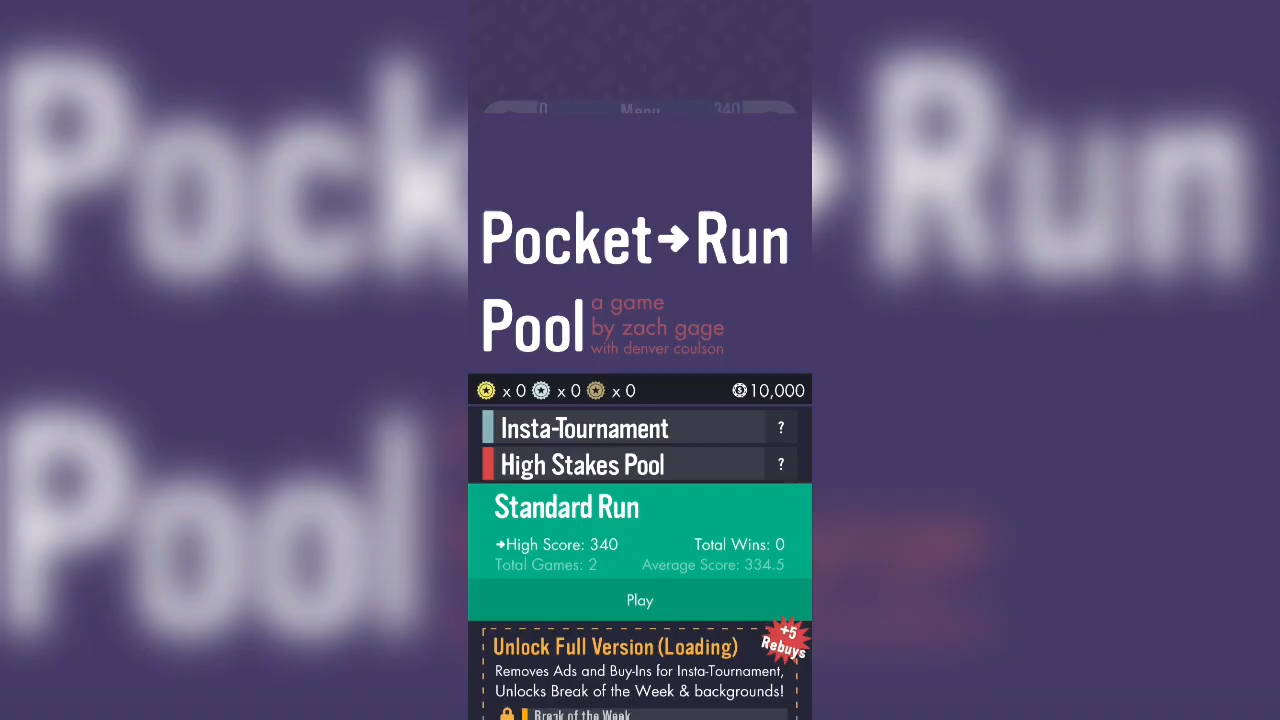 0 Menu 340
Pocket→Run
Pool
a game
by zach gage
with denver coulson
x 0 x 0 x 0 10,000
Insta-Tournament ?
High Stakes Pool ?
Standard Run
→High Score: 340 Total Wins: 0
Total Games: 2 Average Score: 334.5
Play
+5
Rebuys
Unlock Full Version (Loading)
Removes Ads and Buy-Ins for Insta-Tournament,
Unlocks Break of the Week & backgrounds!
Break of the Week